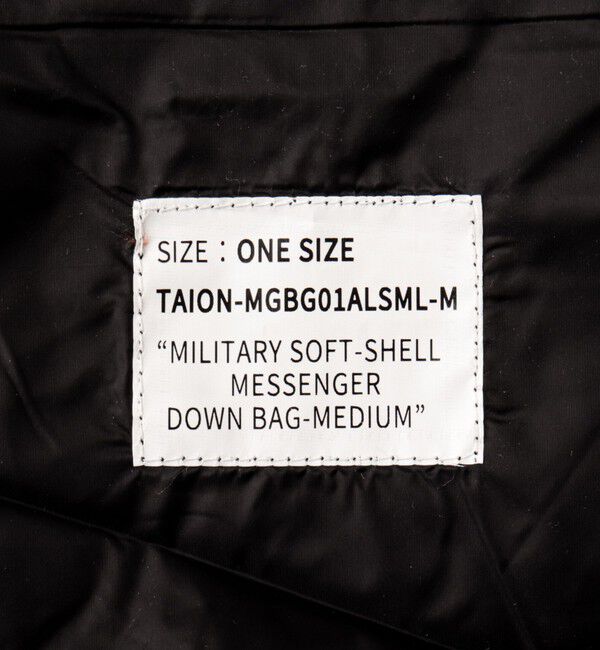 SIZE : ONE SIZE
TAION-MGBG01ALSML-M
“MILITARY SOFT-SHELL
MESSENGER
DOWN BAG-MEDIUM”